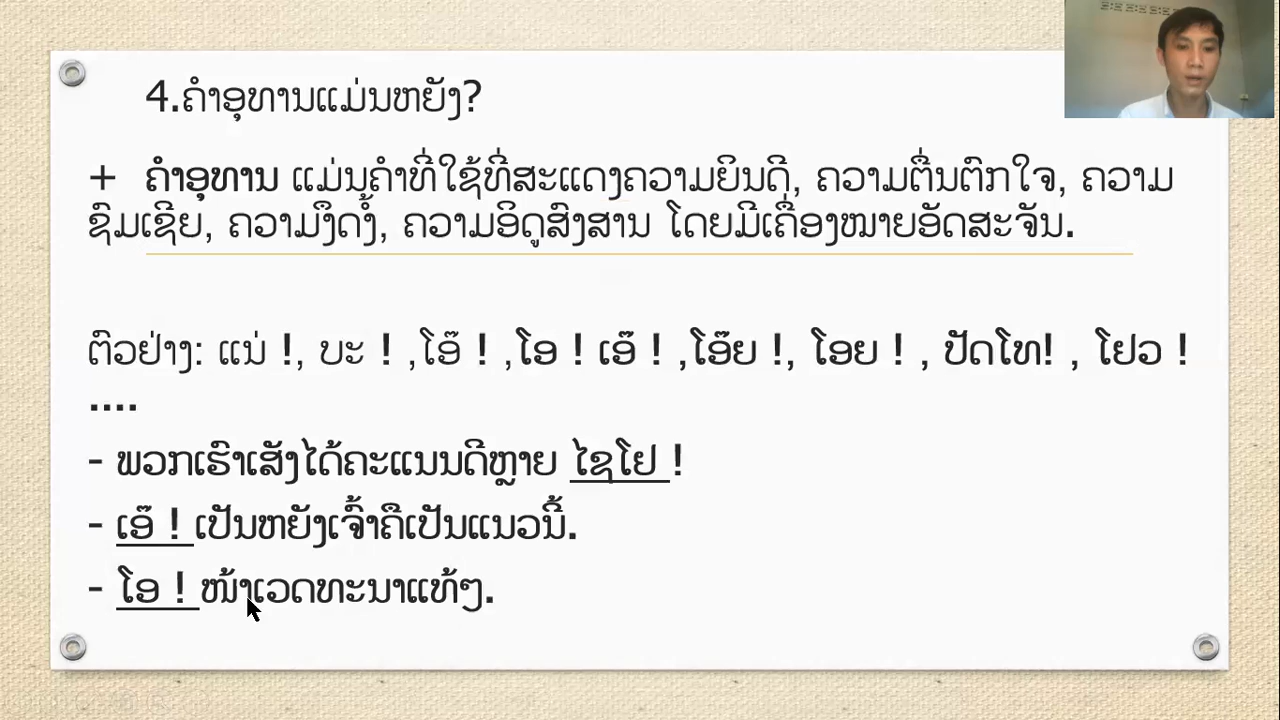 4.ຄຳອຸທານແມ່ນຫຍັງ?
+ ຄຳອຸທານ ແມ່ນຄຳທີ່ໃຊ້ທີ່ສະແດງຄວາມຍິນດີ, ຄວາມຕື່ນຕົກໃຈ, ຄວາມ
ຊົມເຊີຍ, ຄວາມງຶດງໍ້, ຄວາມອິດູສົງສານ ໂດຍມີເຄື່ອງໝາຍອັດສະຈັນ.
ຕົວຢ່າງ: ແນ່ !, ບະ ! ,ໂອ໊ ! ,ໂອ ! ເອ໊ ! ,ໂອ໊ຍ !, ໂອຍ ! , ປັດໂທ! , ໂຢວ !
....
- ພວກເຮົາເສັງໄດ້ຄະແນນດີຫຼາຍ ໄຊໂຢ !
- ເອ໊ ! ເປັນຫຍັງເຈົ້າຄືເປັນແນວນີ້.
- ໂອ ! ໜ້າເວດທະນາແທ້ໆ.